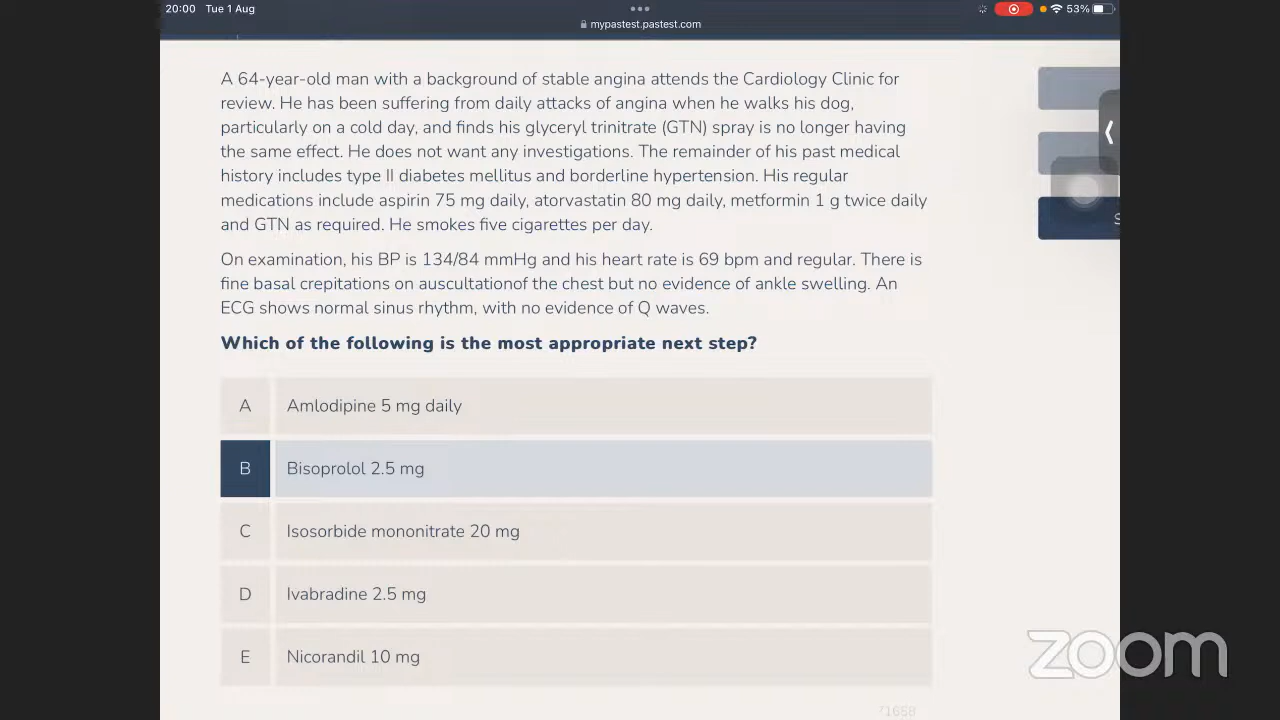 20:00 Tue 1 Aug
53%
mypastest.pastest.com
A 64-year-old man with a background of stable angina attends the Cardiology Clinic for
review. He has been suffering from daily attacks of angina when he walks his dog,
particularly on a cold day, and finds his glyceryl trinitrate (GTN) spray is no longer having
the same effect. He does not want any investigations. The remainder of his past medical
history includes type II diabetes mellitus and borderline hypertension. His regular
medications include aspirin 75 mg daily, atorvastatin 80 mg daily, metformin 1 g twice daily
and GTN as required. He smokes five cigarettes per day.
On examination, his BP is 134/84 mmHg and his heart rate is 69 bpm and regular. There is
fine basal crepitations on auscultationof the chest but no evidence of ankle swelling. An
ECG shows normal sinus rhythm, with no evidence of Q waves.
Which of the following is the most appropriate next step?
A Amlodipine 5 mg daily
B Bisoprolol 2.5 mg
C Isosorbide mononitrate 20 mg
D Ivabradine 2.5 mg
E Nicorandil 10 mg
zoom